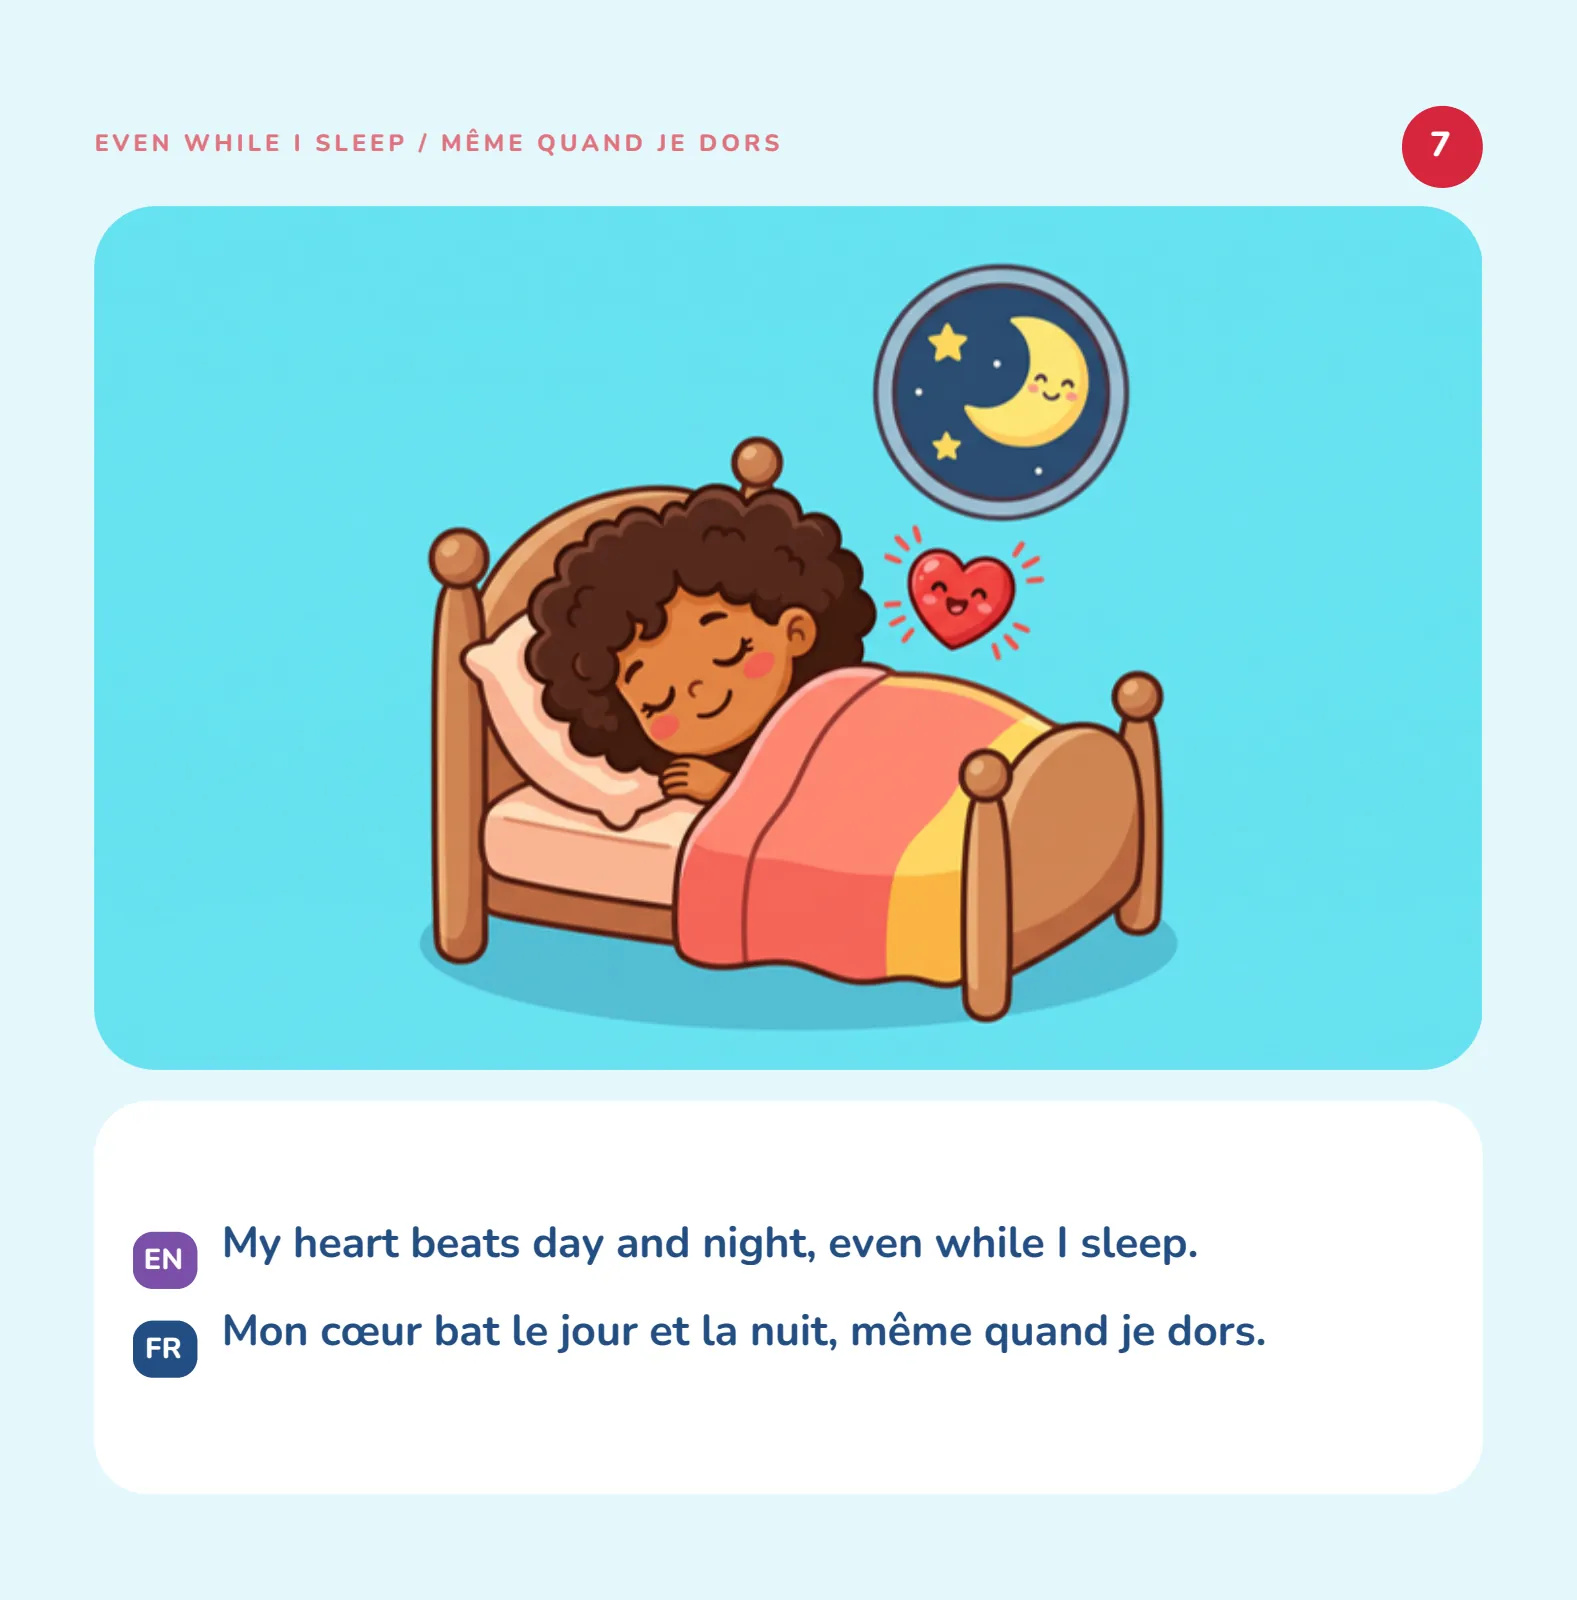 EVEN WHILE I SLEEP / MÊME QUAND JE DORS
7
EN My heart beats day and night, even while I sleep.
FR Mon cœur bat le jour et la nuit, même quand je dors.